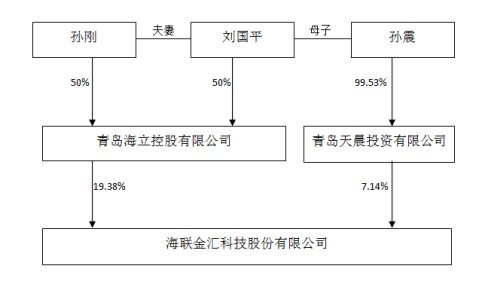 孙刚
夫妻
刘国平
母子
孙震
50%
50%
99.53%
青岛海立控股有限公司
青岛天晨投资有限公司
19.38%
7.14%
海联金汇科技股份有限公司